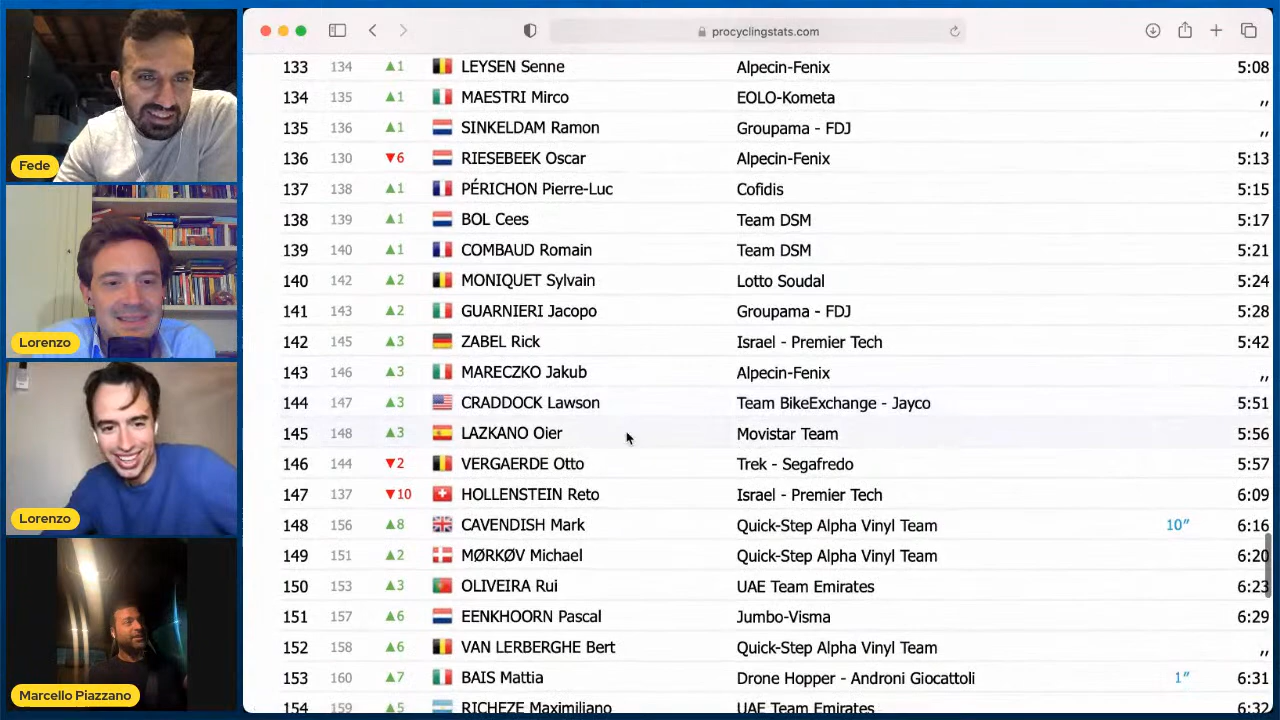 Fede
Lorenzo
Lorenzo
Marcello Piazzano
procyclingstats.com
133 134 ▲1 LEYSEN Senne Alpecin-Fenix 5:08
134 135 ▲1 MAESTRI Mirco EOLO-Kometa ,,
135 136 ▲1 SINKELDAM Ramon Groupama - FDJ ,,
136 130 ▼6 RIESEBEEK Oscar Alpecin-Fenix 5:13
137 138 ▲1 PÉRICHON Pierre-Luc Cofidis 5:15
138 139 ▲1 BOL Cees Team DSM 5:17
139 140 ▲1 COMBAUD Romain Team DSM 5:21
140 142 ▲2 MONIQUET Sylvain Lotto Soudal 5:24
141 143 ▲2 GUARNIERI Jacopo Groupama - FDJ 5:28
142 145 ▲3 ZABEL Rick Israel - Premier Tech 5:42
143 146 ▲3 MARECZKO Jakub Alpecin-Fenix ,,
144 147 ▲3 CRADDOCK Lawson Team BikeExchange - Jayco 5:51
145 148 ▲3 LAZKANO Oier Movistar Team 5:56
146 144 ▼2 VERGAERDE Otto Trek - Segafredo 5:57
147 137 ▼10 HOLLENSTEIN Reto Israel - Premier Tech 6:09
148 156 ▲8 CAVENDISH Mark Quick-Step Alpha Vinyl Team 10″ 6:16
149 151 ▲2 MØRKØV Michael Quick-Step Alpha Vinyl Team 6:20
150 153 ▲3 OLIVEIRA Rui UAE Team Emirates 6:23
151 157 ▲6 EENKHOORN Pascal Jumbo-Visma 6:29
152 158 ▲6 VAN LERBERGHE Bert Quick-Step Alpha Vinyl Team ,,
153 160 ▲7 BAIS Mattia Drone Hopper - Androni Giocattoli 1″ 6:31
154 159 ▲5 RICHEZE Maximiliano UAE Team Emirates 6:32